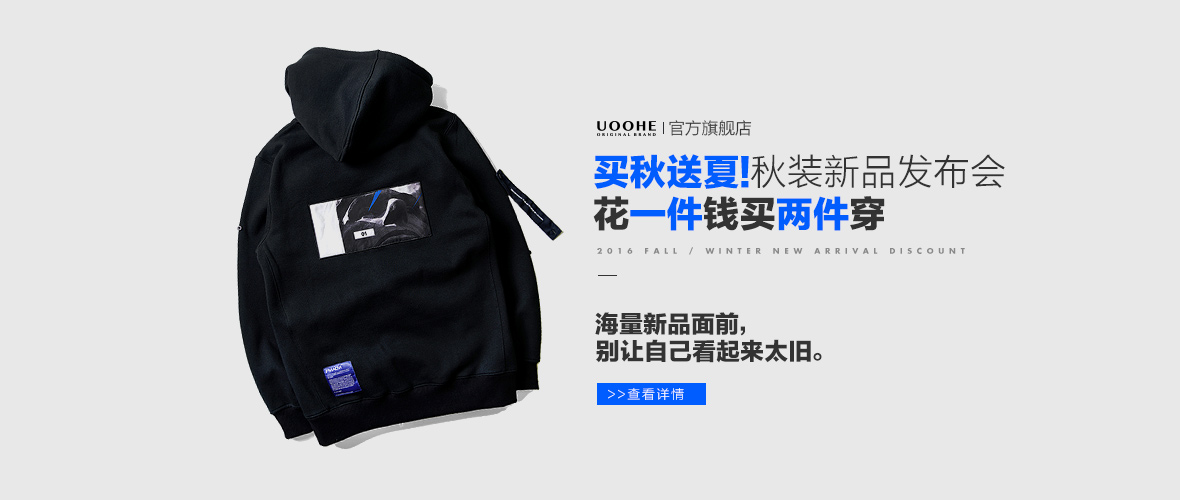 UOOHE
ORIGINAL BRAND
官方旗舰店
买秋送夏!秋装新品发布会
花一件钱买两件穿
2016 FALL / WINTER NEW ARRIVAL DISCOUNT
海量新品面前,
别让自己看起来太旧。
>>查看详情
01